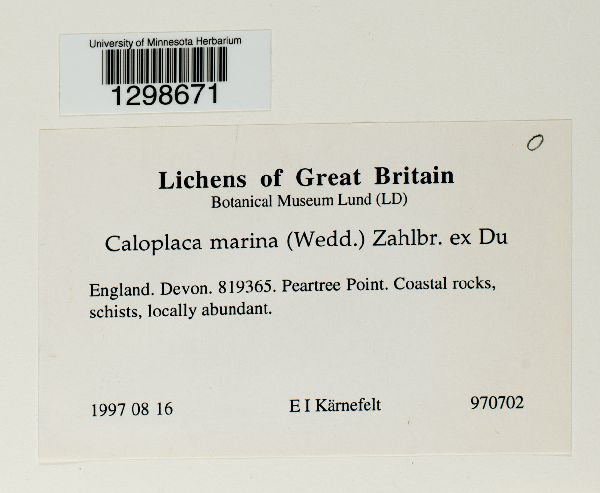 University of Minnesota Herbarium
1298671
O
Lichens of Great Britain
Botanical Museum Lund (LD)
Caloplaca marina (Wedd.) Zahlbr. ex Du
England. Devon. 819365. Peartree Point. Coastal rocks,
schists, locally abundant.
1997 08 16 E I Kärnefelt 970702